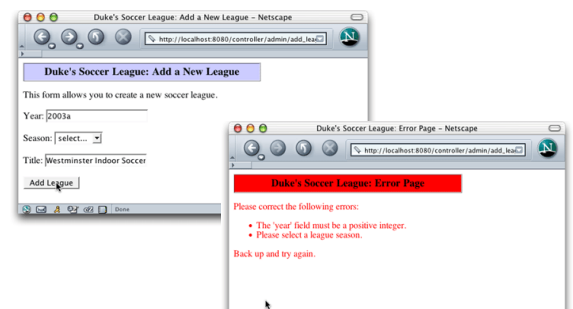 Duke's Soccer League: Add a New League – Netscape
http://localhost:8080/controller/admin/add_lea
Duke's Soccer League: Add a New League
This form allows you to create a new soccer league.
Year: 2003a
Season: select...
Title: Westminster Indoor Soccer
Add League
Done
Duke's Soccer League: Error Page – Netscape
http://localhost:8080/controller/admin/add_lea
Duke's Soccer League: Error Page
Please correct the following errors:
• The 'year' field must be a positive integer.
• Please select a league season.
Back up and try again.